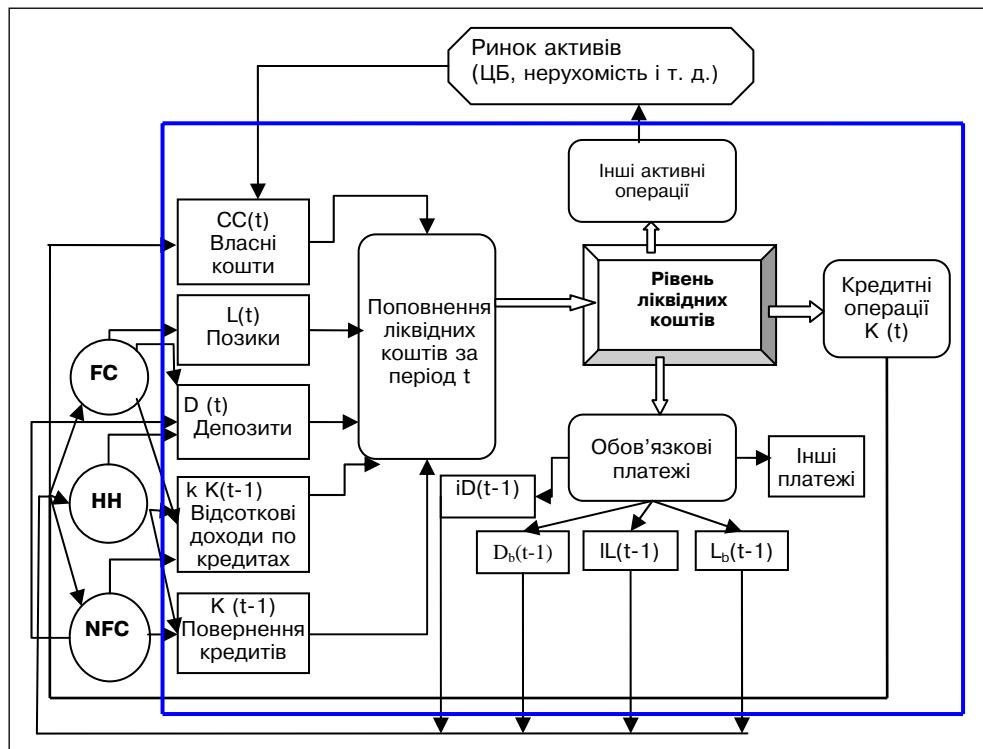 Ринок активів
(ЦБ, нерухомість і т. д.)
Інші активні
операції
CC(t)
Власні
кошти
L(t)
Позики
D (t)
Депозити
k K(t-1)
Відсоткові
доходи по
кредитах
K (t-1)
Повернення
кредитів
FC
HH
NFC
Поповнення
ліквідних
коштів за
період t
Рівень
ліквідних
коштів
Кредитні
операції
K (t)
Обов’язкові
платежі
Інші
платежі
iD(t-1)
Db(t-1)
lL(t-1)
Lb(t-1)